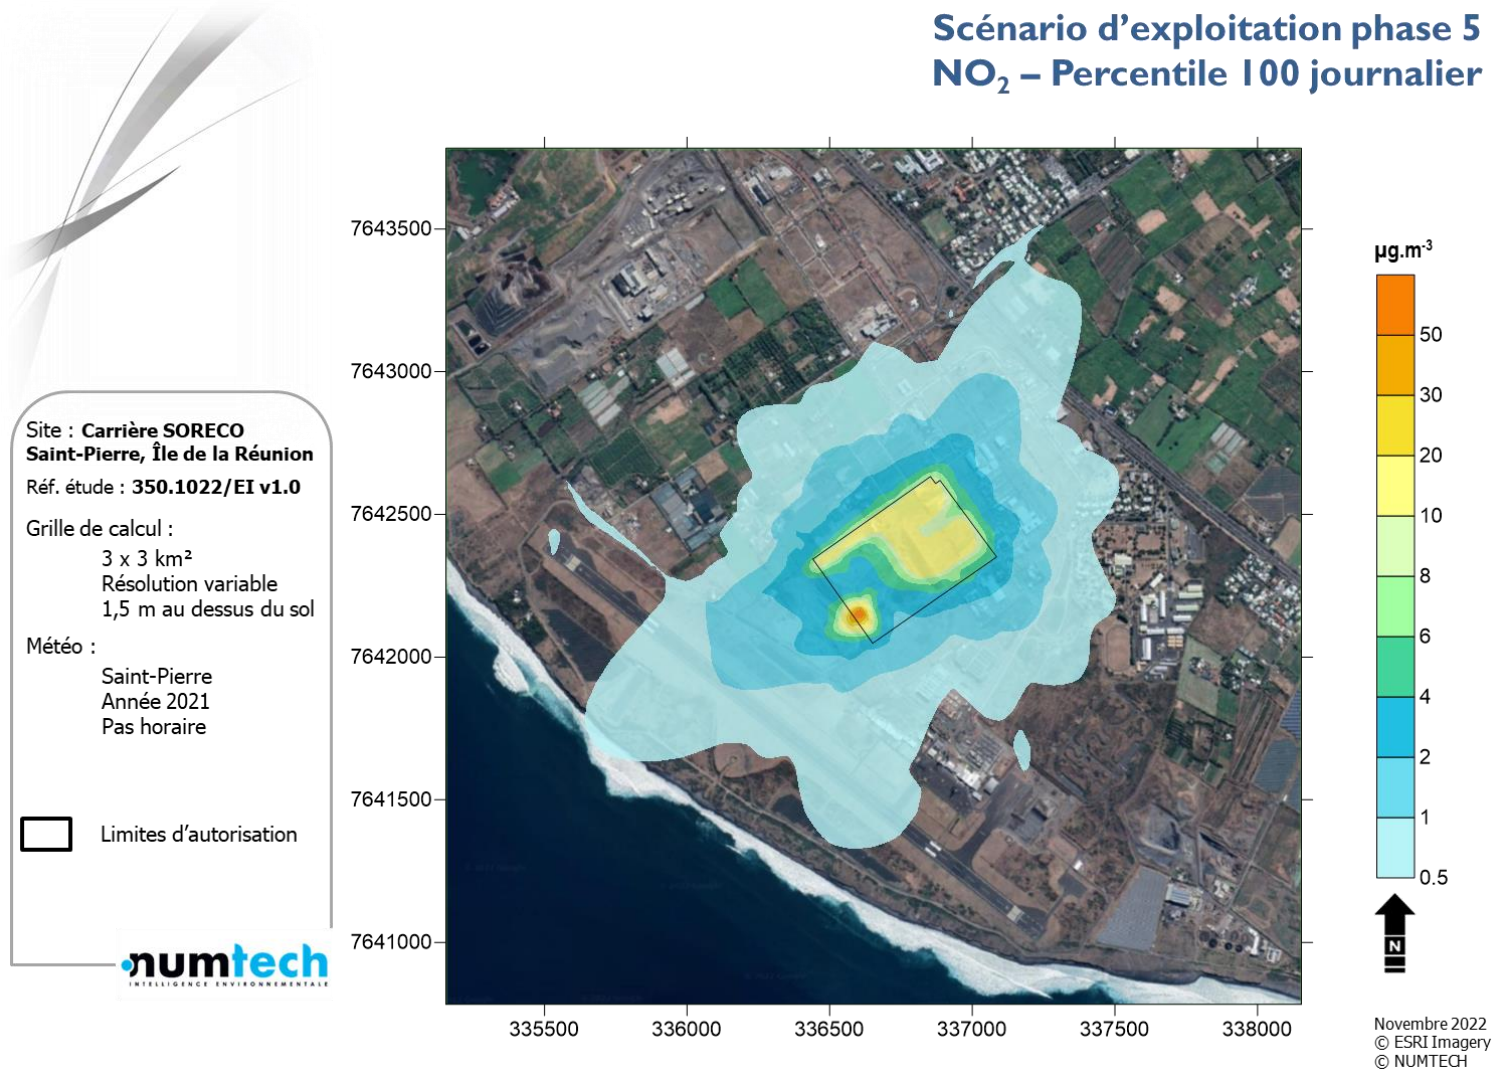 Scénario d’exploitation phase 5
NO₂ – Percentile 100 journalier
7643500
7643000
7642500
7642000
7641500
7641000
335500 336000 336500 337000 337500 338000
µg.m⁻³
50
30
20
10
8
6
4
2
1
0.5
N
Site : Carrière SORECO
Saint-Pierre, Île de la Réunion
Réf. étude : 350.1022/EI v1.0
Grille de calcul :
3 x 3 km²
Résolution variable
1,5 m au dessus du sol
Météo :
Saint-Pierre
Année 2021
Pas horaire
Limites d’autorisation
numtech
INTELLIGENCE ENVIRONNEMENTALE
Novembre 2022
© ESRI Imagery
© NUMTECH